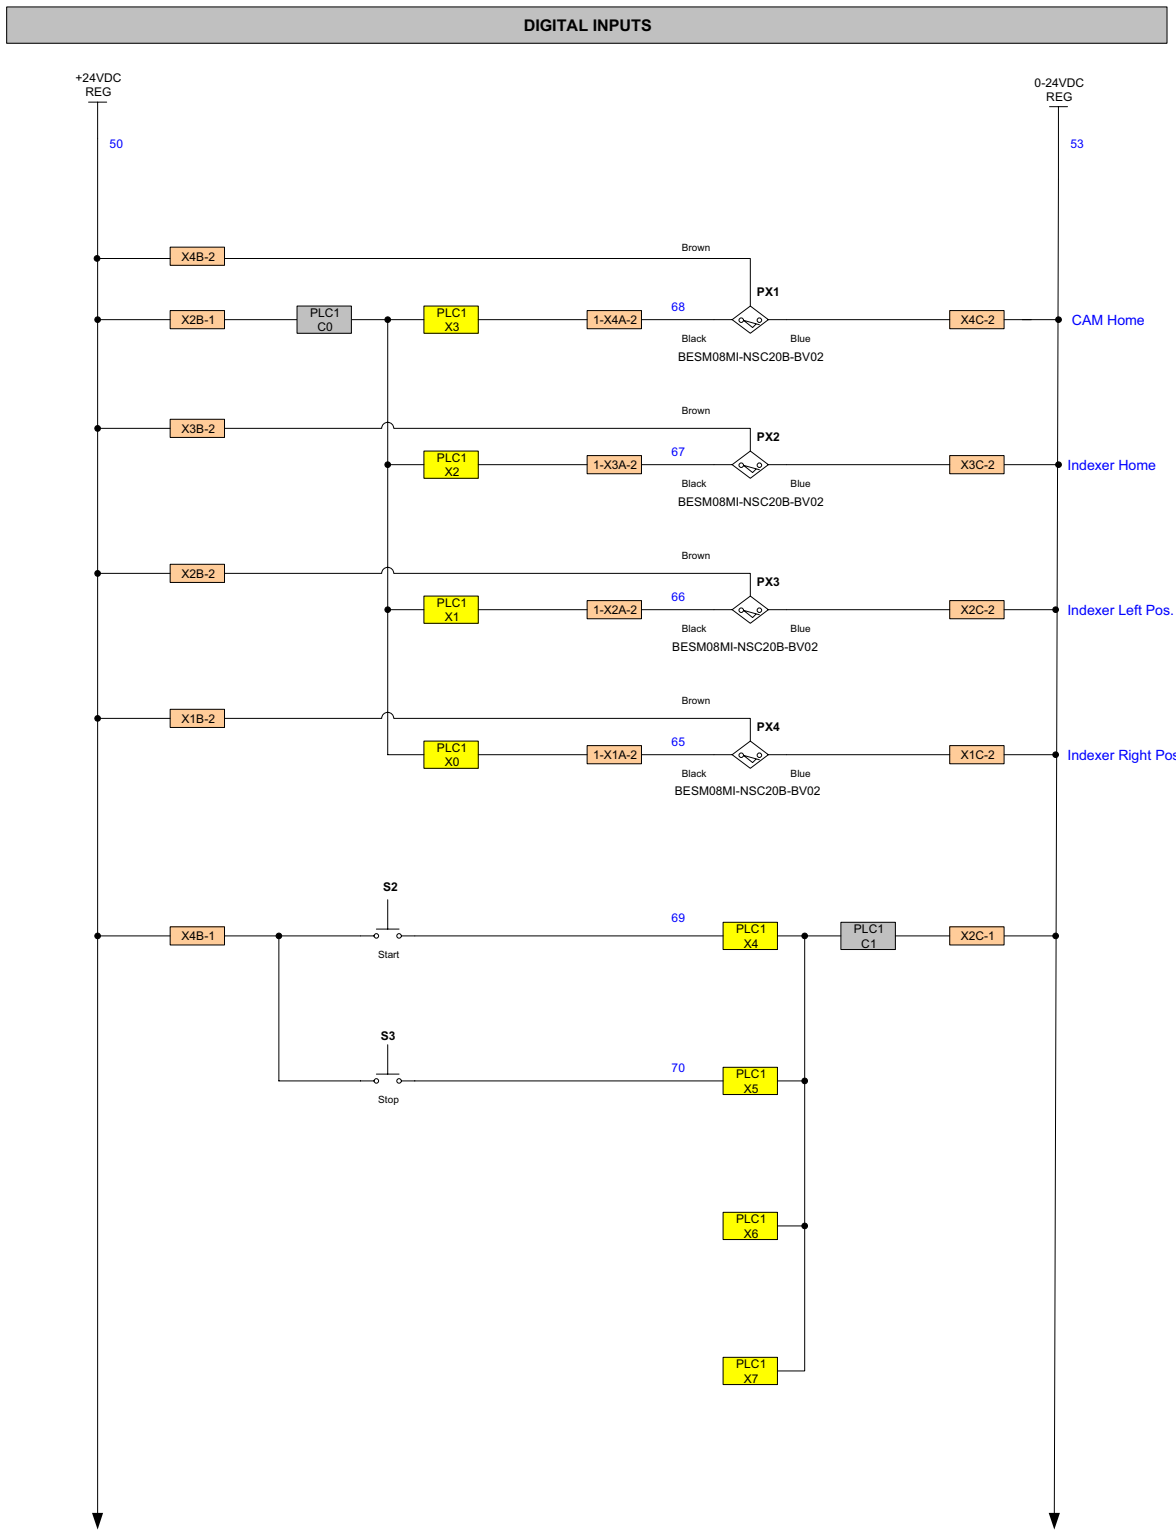 DIGITAL INPUTS
+24VDC
REG
0-24VDC
REG
50
53
X4B-2
Brown
PX1
X2B-1
PLC1
C0
PLC1
X3
1-X4A-2
68
X4C-2
CAM Home
Black
Blue
BESM08MI-NSC20B-BV02
X3B-2
Brown
PX2
PLC1
X2
1-X3A-2
67
X3C-2
Indexer Home
Black
Blue
BESM08MI-NSC20B-BV02
X2B-2
Brown
PX3
PLC1
X1
1-X2A-2
66
X2C-2
Indexer Left Pos.
Black
Blue
BESM08MI-NSC20B-BV02
X1B-2
Brown
PX4
PLC1
X0
1-X1A-2
65
X1C-2
Indexer Right Pos
Black
Blue
BESM08MI-NSC20B-BV02
S2
X4B-1
69
PLC1
X4
PLC1
C1
X2C-1
Start
S3
70
PLC1
X5
Stop
PLC1
X6
PLC1
X7